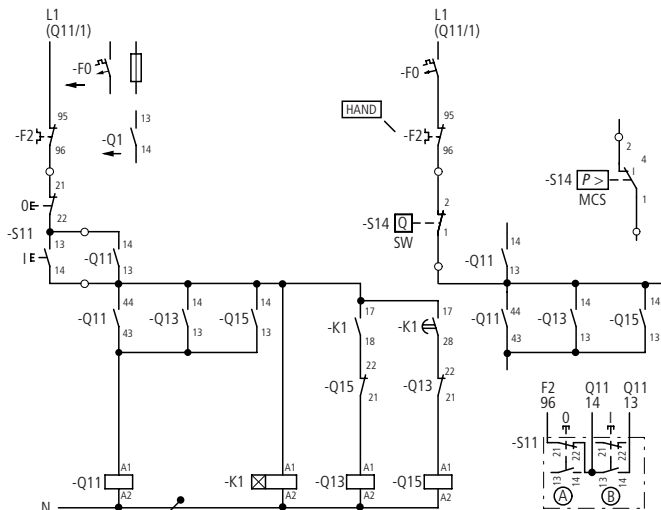 L1
(Q11/1)
L1
(Q11/1)
-F0
-F0
95
13
HAND
95
-F2
-Q1
-F2
96
14
96
2
4
21
0
22
2
-S14 P >
1
MCS
-S11
13
14
-S14 Q
1
SW
I
14
-Q11
13
14
-Q11
13
44
14
14
17
17
44
14
14
-Q11
-Q13
-Q15
-K1
-K1
-Q11
-Q13
-Q15
43
13
13
18
28
43
13
13
22
22
-Q15
-Q13
21
21
F2
Q11
Q11
96
14
13
0
I
-S11
21
22
21
22
A1
A1
A1
A1
-Q11
-K1
-Q13
-Q15
A2
A2
A2
A2
13
14
13
14
A
B
N